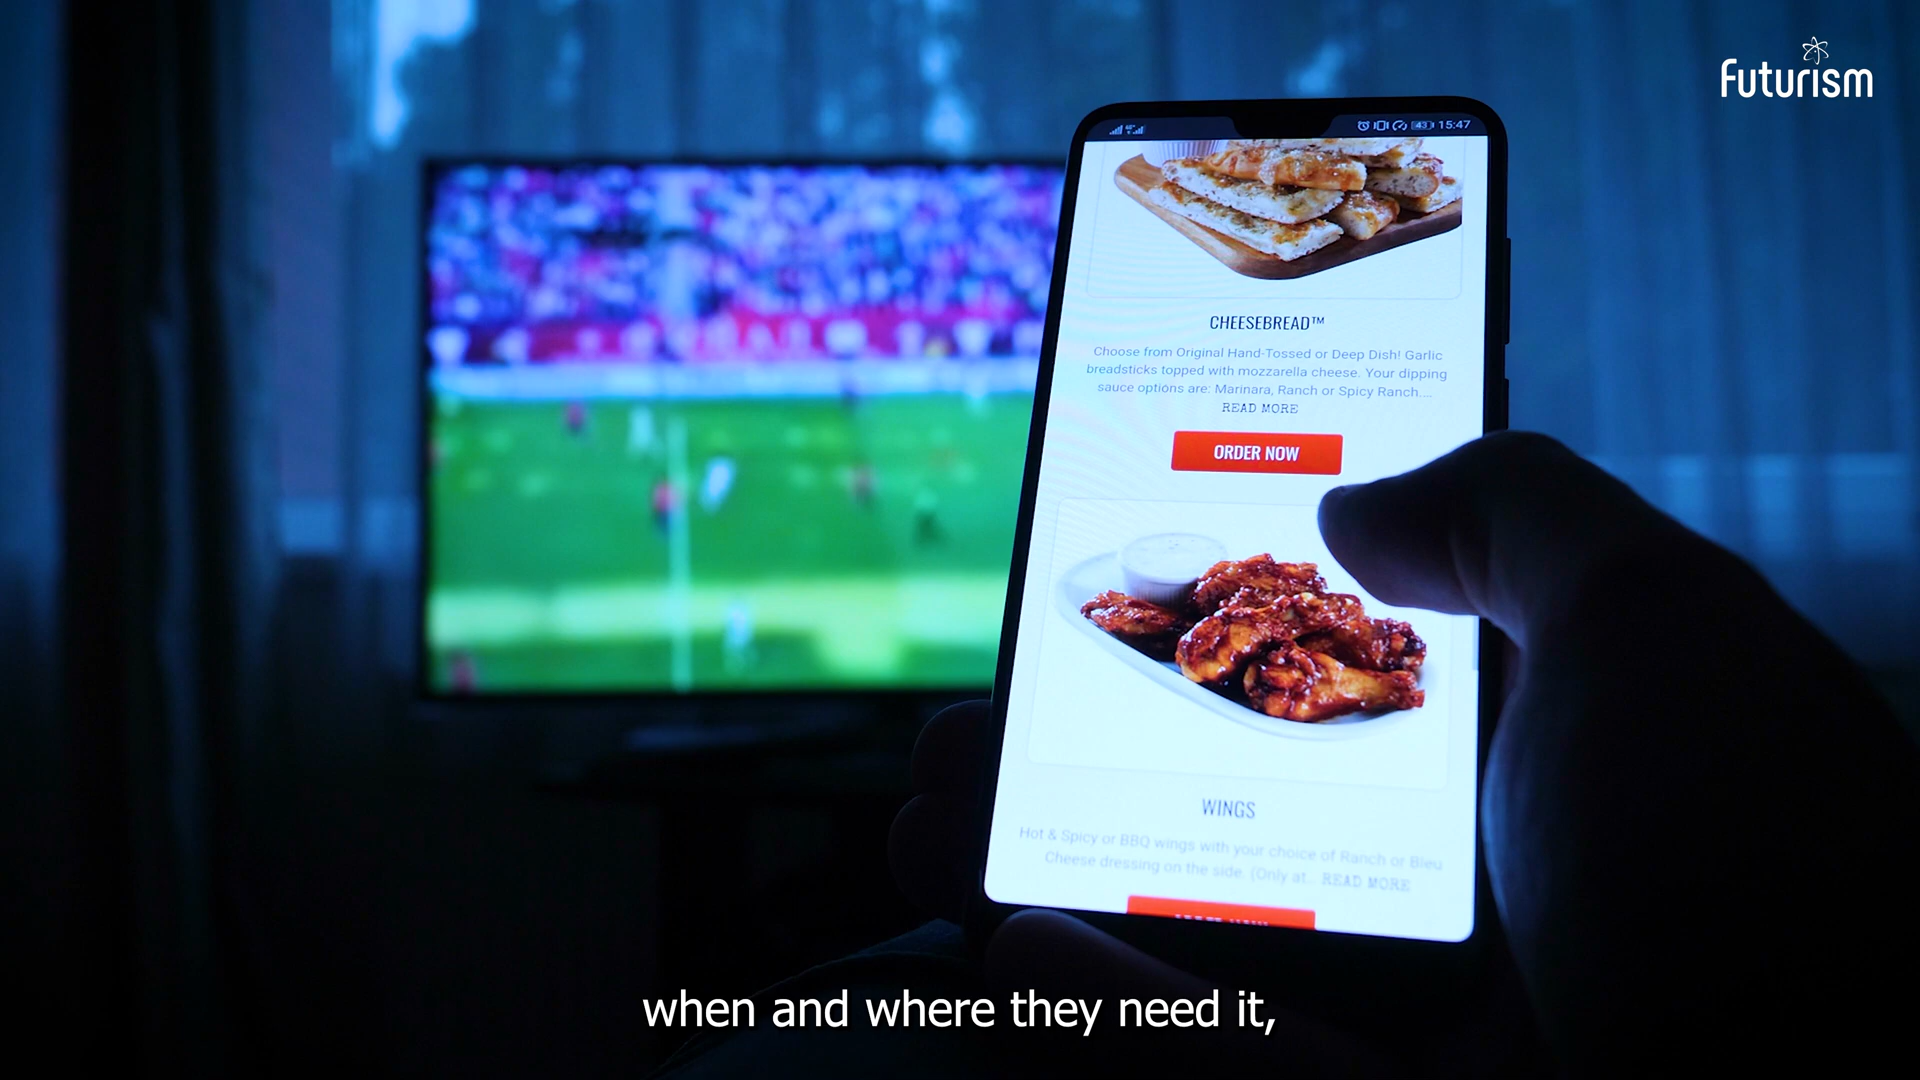 Futurism
43 15:47
CHEESEBREAD™
Choose from Original Hand-Tossed or Deep Dish! Garlic
breadsticks topped with mozzarella cheese. Your dipping
sauce options are: Marinara, Ranch or Spicy Ranch....
READ MORE
ORDER NOW
WINGS
Hot & Spicy or BBQ wings with your choice of Ranch or Bleu
Cheese dressing on the side. (Only at.. READ MORE
when and where they need it,